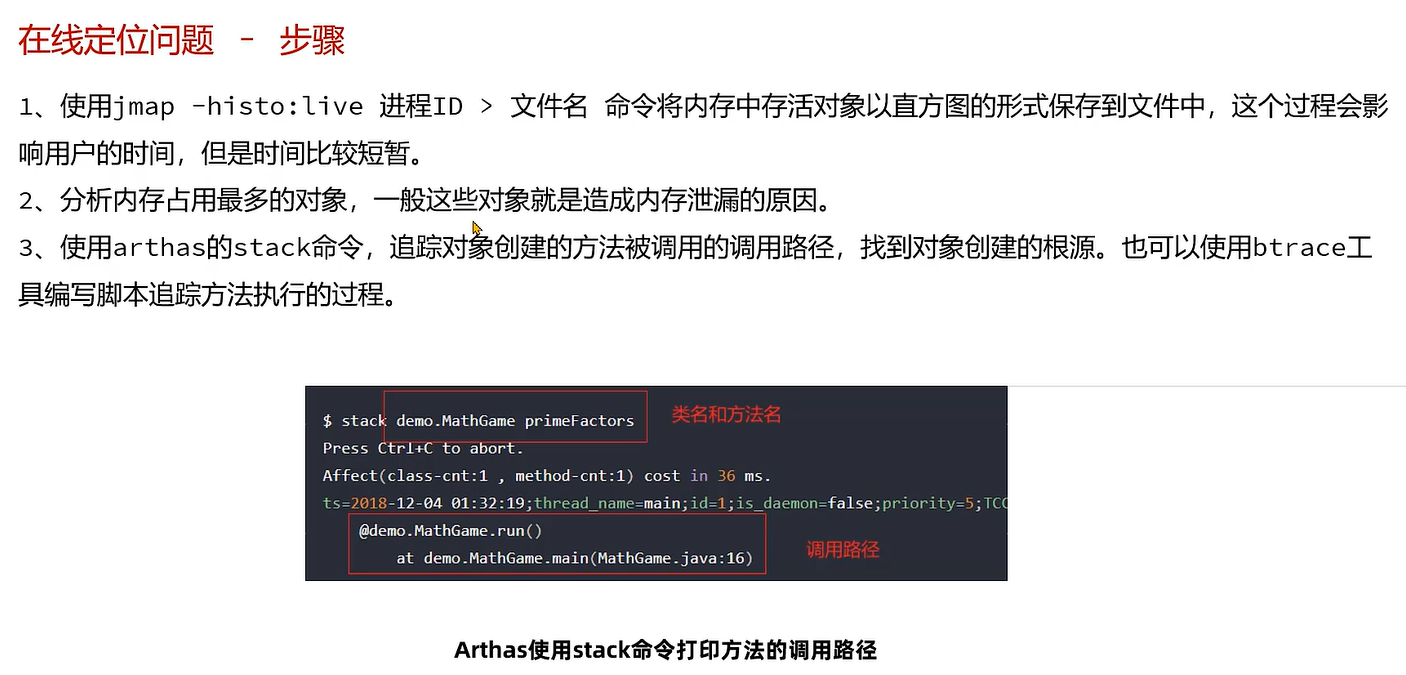 在线定位问题 - 步骤
1、使用jmap -histo:live 进程ID > 文件名 命令将内存中存活对象以直方图的形式保存到文件中，这个过程会影
响用户的时间，但是时间比较短暂。
2、分析内存占用最多的对象，一般这些对象就是造成内存泄漏的原因。
3、使用arthas的stack命令，追踪对象创建的方法被调用的调用路径，找到对象创建的根源。也可以使用btrace工
具编写脚本追踪方法执行的过程。
$ stack demo.MathGame primeFactors 类名和方法名
Press Ctrl+C to abort.
Affect(class-cnt:1 , method-cnt:1) cost in 36 ms.
ts=2018-12-04 01:32:19;thread_name=main;id=1;is_daemon=false;priority=5;TCC
@demo.MathGame.run()
at demo.MathGame.main(MathGame.java:16) 调用路径
Arthas使用stack命令打印方法的调用路径